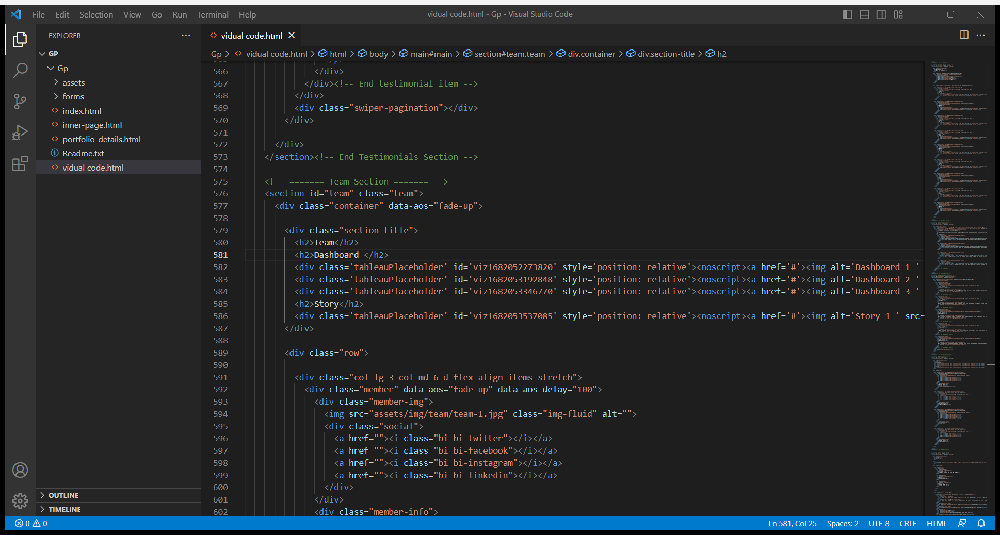 File Edit Selection View Go Run Terminal Help
vidual code.html - Gp - Visual Studio Code
EXPLORER
GP
Gp
assets
forms
index.html
inner-page.html
portfolio-details.html
Readme.txt
vidual code.html
OUTLINE
TIMELINE
vidual code.html
Gp > vidual code.html > html > body > main#main > section#team.team > div.container > div.section-title > h2
566 </div>
567 </div><!-- End testimonial item -->
568 </div>
569 <div class="swiper-pagination"></div>
570 </div>
571
572 </div>
573 </section><!-- End Testimonials Section -->
574
575 <!-- ======= Team Section ======= -->
576 <section id="team" class="team">
577 <div class="container" data-aos="fade-up">
578
579 <div class="section-title">
580 <h2>Team</h2>
581 <h2>Dashboard </h2>
582 <div class='tableauPlaceholder' id='viz1682052273820' style='position: relative'><noscript><a href='#'><img alt='Dashboard 1 '
583 <div class='tableauPlaceholder' id='viz1682053192848' style='position: relative'><noscript><a href='#'><img alt='Dashboard 2 '
584 <div class='tableauPlaceholder' id='viz1682053346770' style='position: relative'><noscript><a href='#'><img alt='Dashboard 3 '
585 <h2>Story</h2>
586 <div class='tableauPlaceholder' id='viz1682053537085' style='position: relative'><noscript><a href='#'><img alt='Story 1 ' src=
587 </div>
588
589 <div class="row">
590
591 <div class="col-lg-3 col-md-6 d-flex align-items-stretch">
592 <div class="member" data-aos="fade-up" data-aos-delay="100">
593 <div class="member-img">
594 <img src="assets/img/team/team-1.jpg" class="img-fluid" alt="">
595 <div class="social">
596 <a href=""><i class="bi bi-twitter"></i></a>
597 <a href=""><i class="bi bi-facebook"></i></a>
598 <a href=""><i class="bi bi-instagram"></i></a>
599 <a href=""><i class="bi bi-linkedin"></i></a>
600 </div>
601 </div>
602 <div class="member-info">
0 0
Ln 581, Col 25 Spaces: 2 UTF-8 CRLF HTML